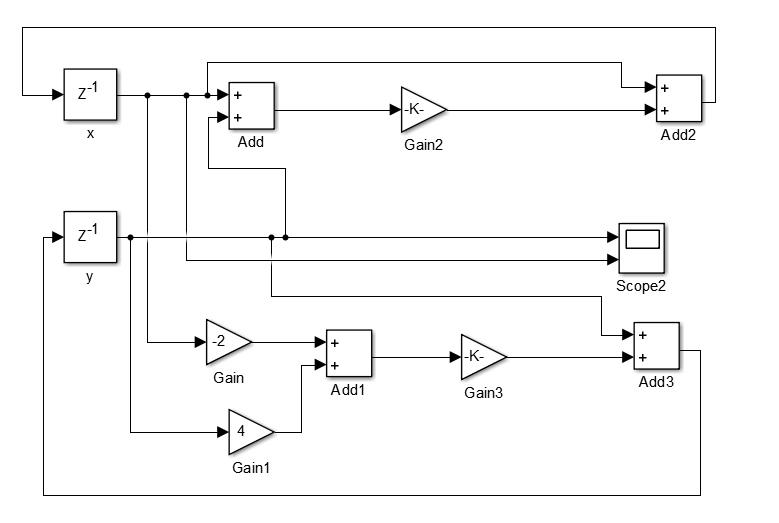 Z-1
x
+
+
Add
-K-
Gain2
+
+
Add2
Z-1
y
Scope2
-2
Gain
+
+
Add1
-K-
Gain3
+
+
Add3
4
Gain1